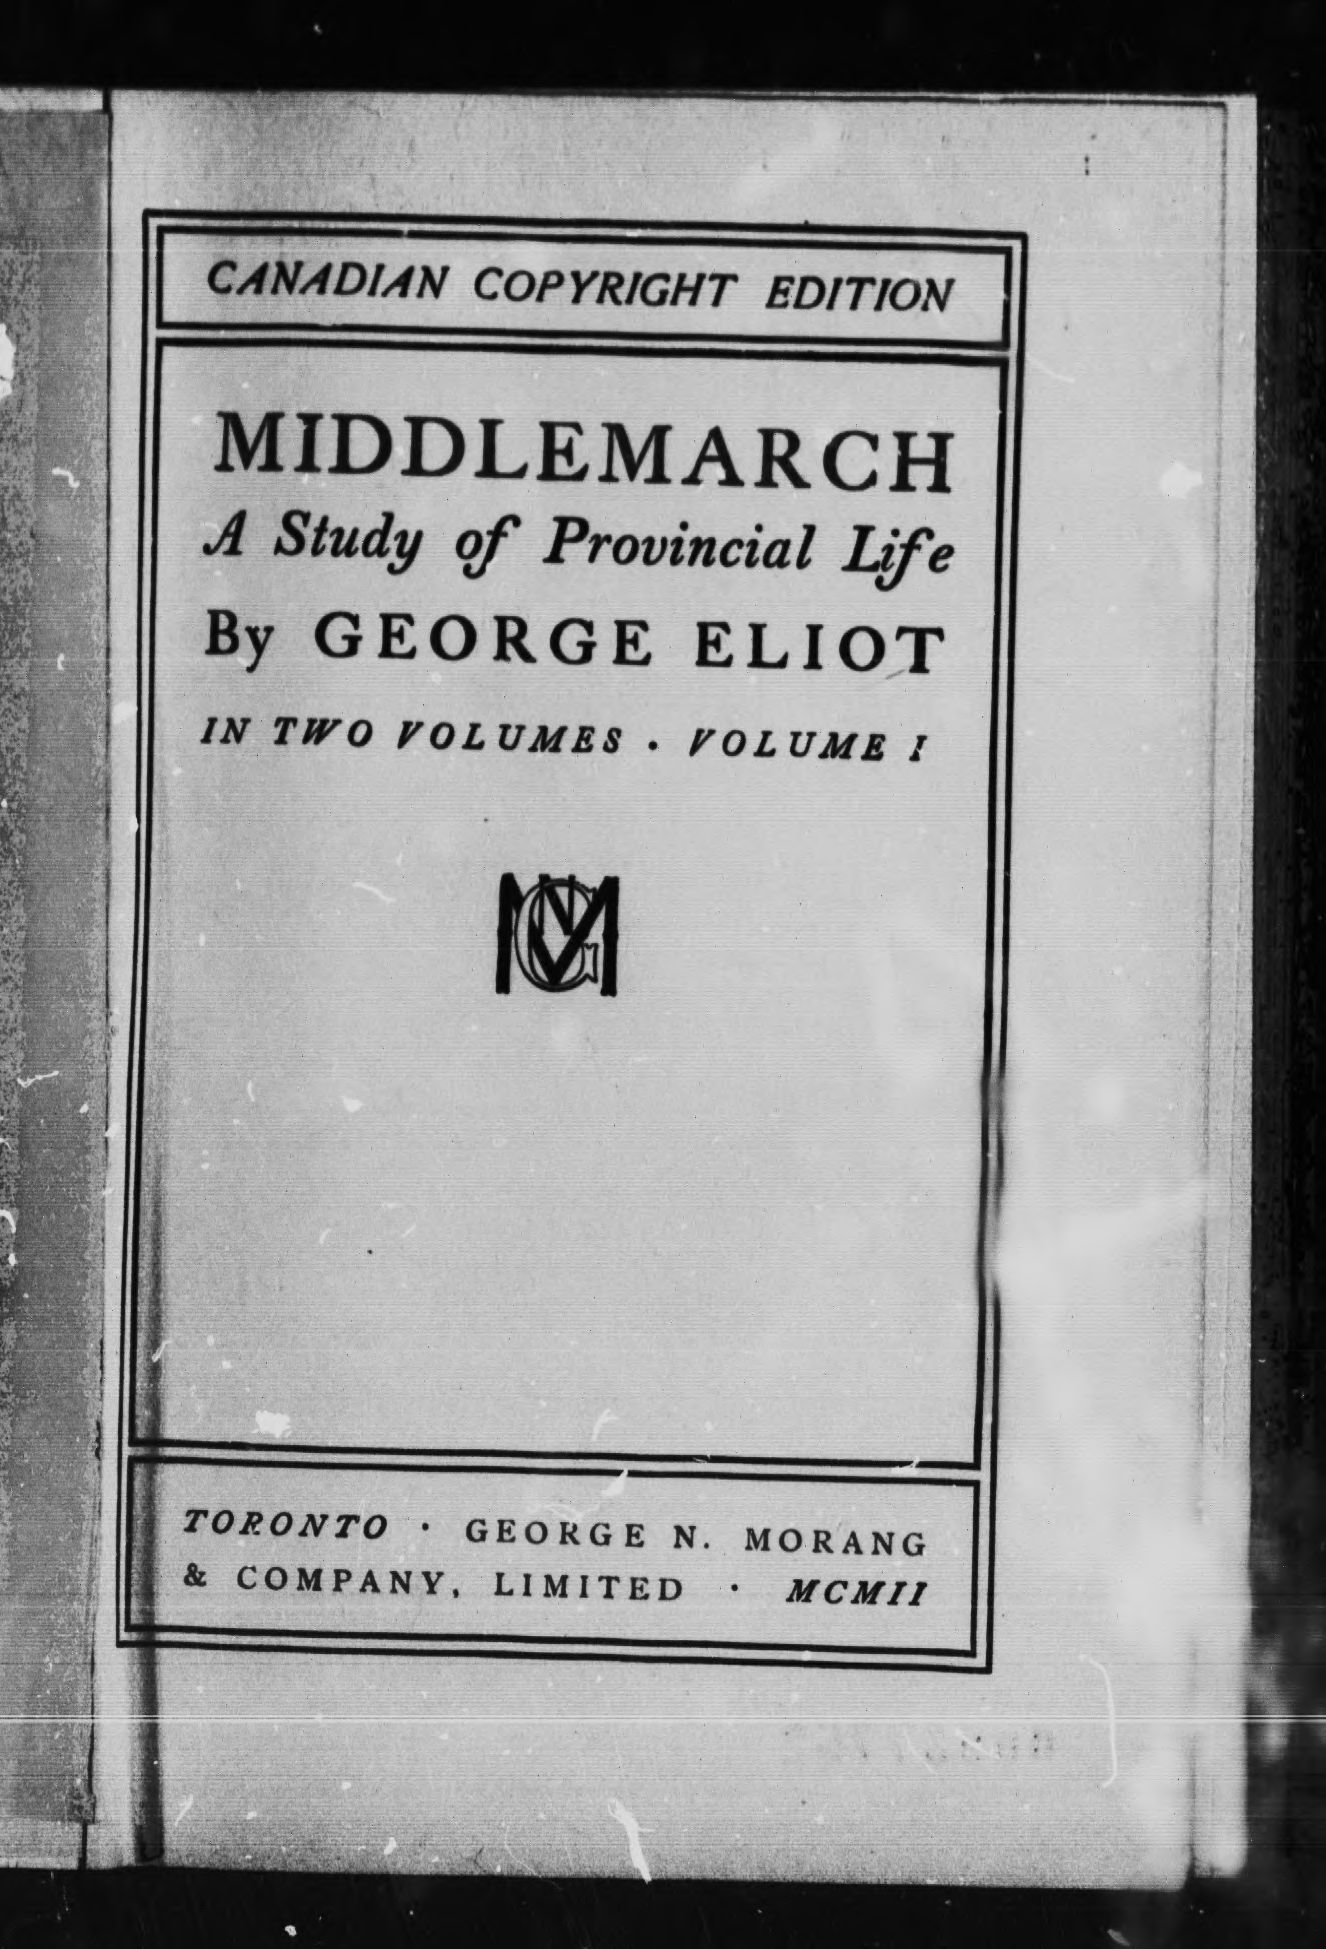 CANADIAN COPYRIGHT EDITION
MIDDLEMARCH
A Study of Provincial Life
By GEORGE ELIOT
IN TWO VOLUMES · VOLUME I
TORONTO · GEORGE N. MORANG
& COMPANY, LIMITED · MCMII